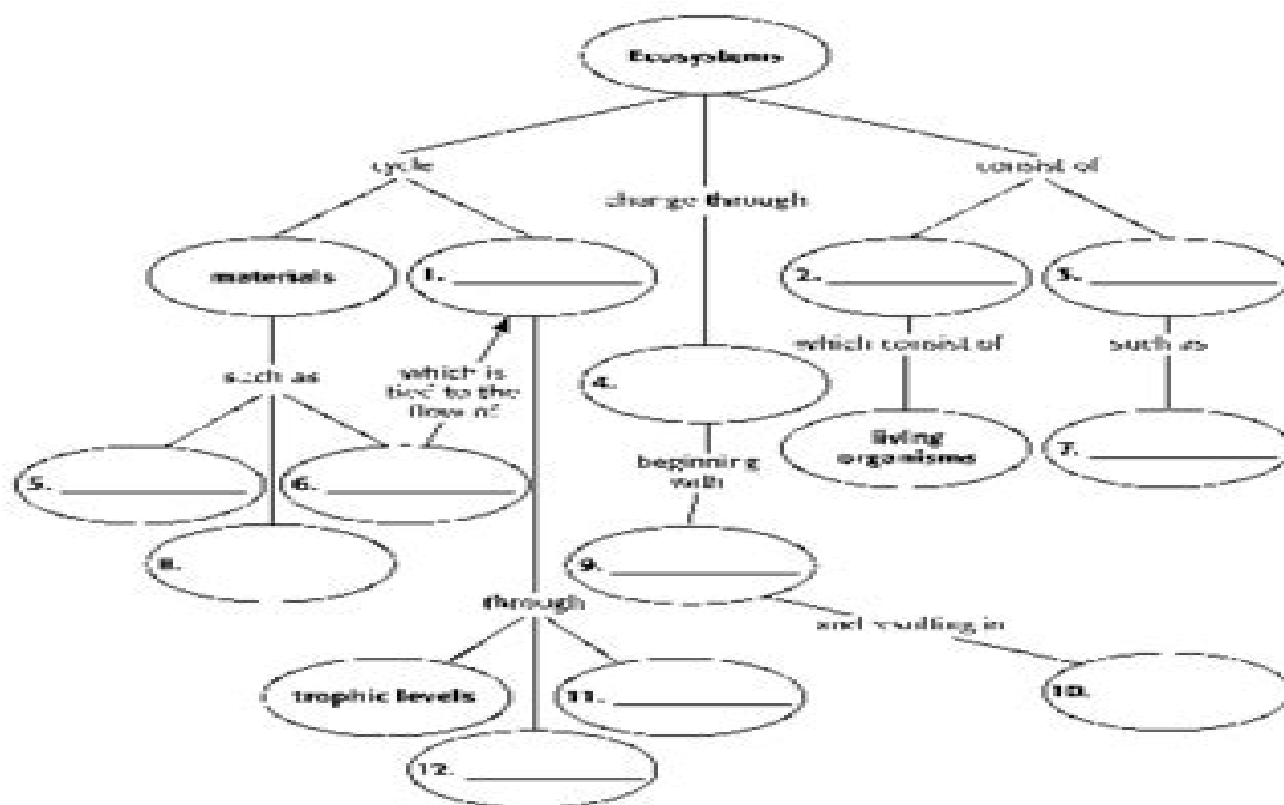 Ecosystems
cycle
consist of
change through
materials
1.
2.
3.
which consist of
such as
such as
which is
tied to the
flow of
4.
living
organisms
7.
beginning
with
5.
6.
8.
9.
through
and resulting in
trophic levels
11.
10.
12.